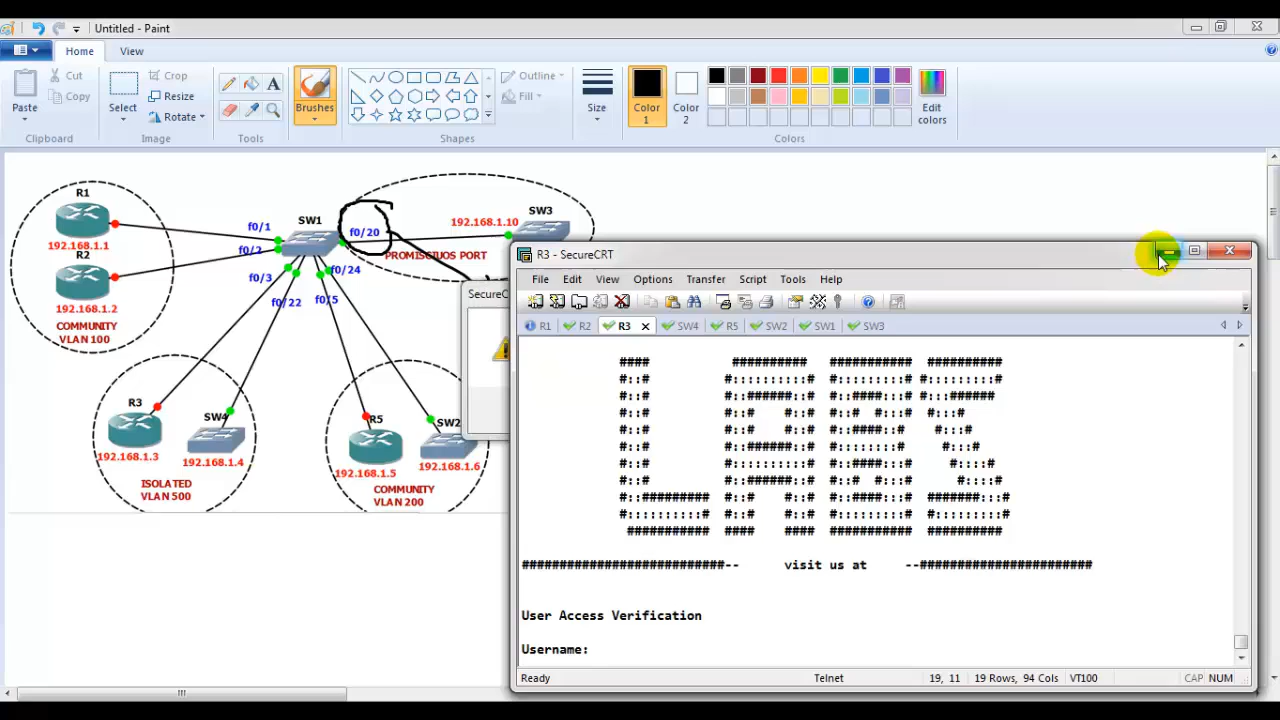 Untitled - Paint
Home
View
Paste
Cut
Copy
Clipboard
Select
Crop
Resize
Rotate
Image
Tools
Brushes
Shapes
Outline
Fill
Size
Color 1
Color 2
Edit colors
Colors
R1
192.168.1.1
R2
192.168.1.2
COMMUNITY
VLAN 100
f0/1
f0/2
f0/3
f0/22
f0/5
f0/24
SW1
f0/20
192.168.1.10
SW3
PROMISCIUOS PORT
R3
192.168.1.3
SW4
192.168.1.4
ISOLATED
VLAN 500
R5
192.168.1.5
SW2
192.168.1.6
COMMUNITY
VLAN 200
SecureC
R3 - SecureCRT
File Edit View Options Transfer Script Tools Help
R1 R2 R3 SW4 R5 SW2 SW1 SW3
LABS
###########################-- visit us at --#######################
User Access Verification
Username:
Ready Telnet 19, 11 19 Rows, 94 Cols VT100 CAP NUM